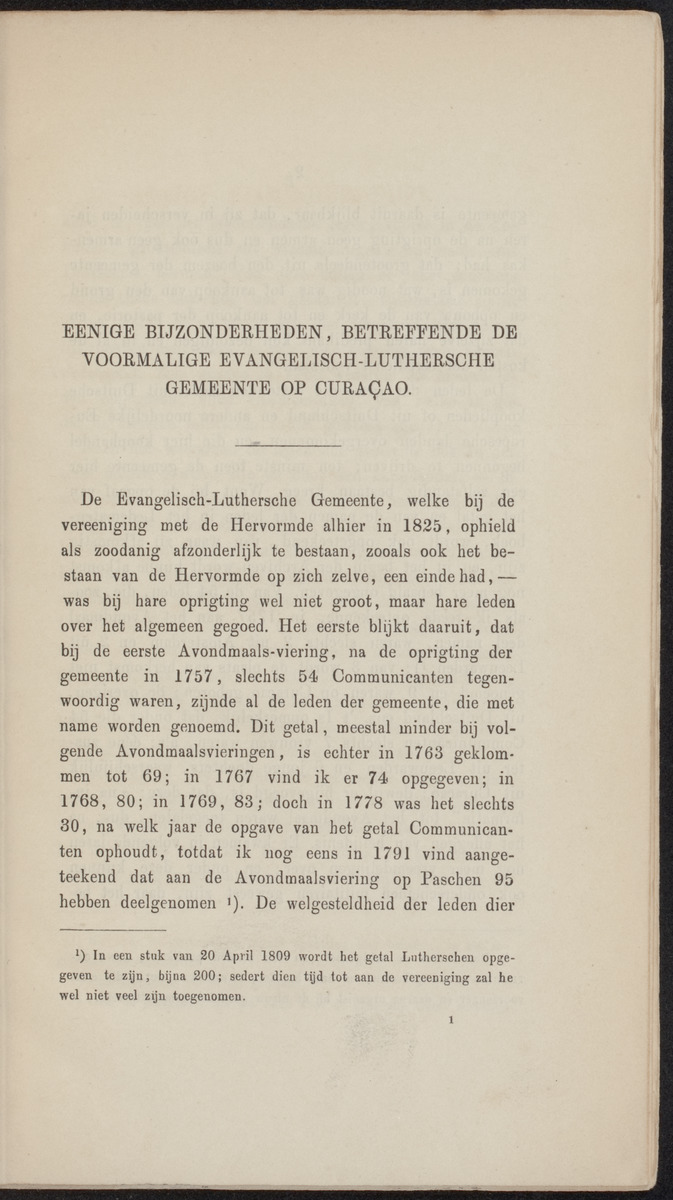 EENIGE BIJZONDERHEDEN, BETREFFENDE DE
VOORMALIGE EVANGELISCH-LUTHERSCHE
GEMEENTE OP CURAÇAO.
De Evangelisch-Luthersche Gemeente, welke bij de
vereeniging met de Hervormde alhier in 1825, ophield
als zoodanig afzonderlijk te bestaan, zooals ook het be-
staan van de Hervormde op zich zelve, een einde had, —
was bij hare oprigting wel niet groot, maar hare leden
over het algemeen gegoed. Het eerste blijkt daaruit, dat
bij de eerste Avondmaals-viering, na de oprigting der
gemeente in 1757, slechts 54 Communicanten tegen-
woordig waren, zijnde al de leden der gemeente, die met
name worden genoemd. Dit getal, meestal minder bij vol-
gende Avondmaalsvieringen, is echter in 1763 geklom-
men tot 69; in 1767 vind ik er 74 opgegeven; in
1768, 80; in 1769, 83; doch in 1778 was het slechts
30, na welk jaar de opgave van het getal Communican-
ten ophoudt, totdat ik nog eens in 1791 vind aange-
teekend dat aan de Avondmaalsviering op Paschen 95
hebben deelgenomen ¹). De welgesteldheid der leden dier
¹) In een stuk van 20 April 1809 wordt het getal Lutherschen opge-
geven te zijn, bijna 200; sedert dien tijd tot aan de vereeniging zal he
wel niet veel zijn toegenomen.
1